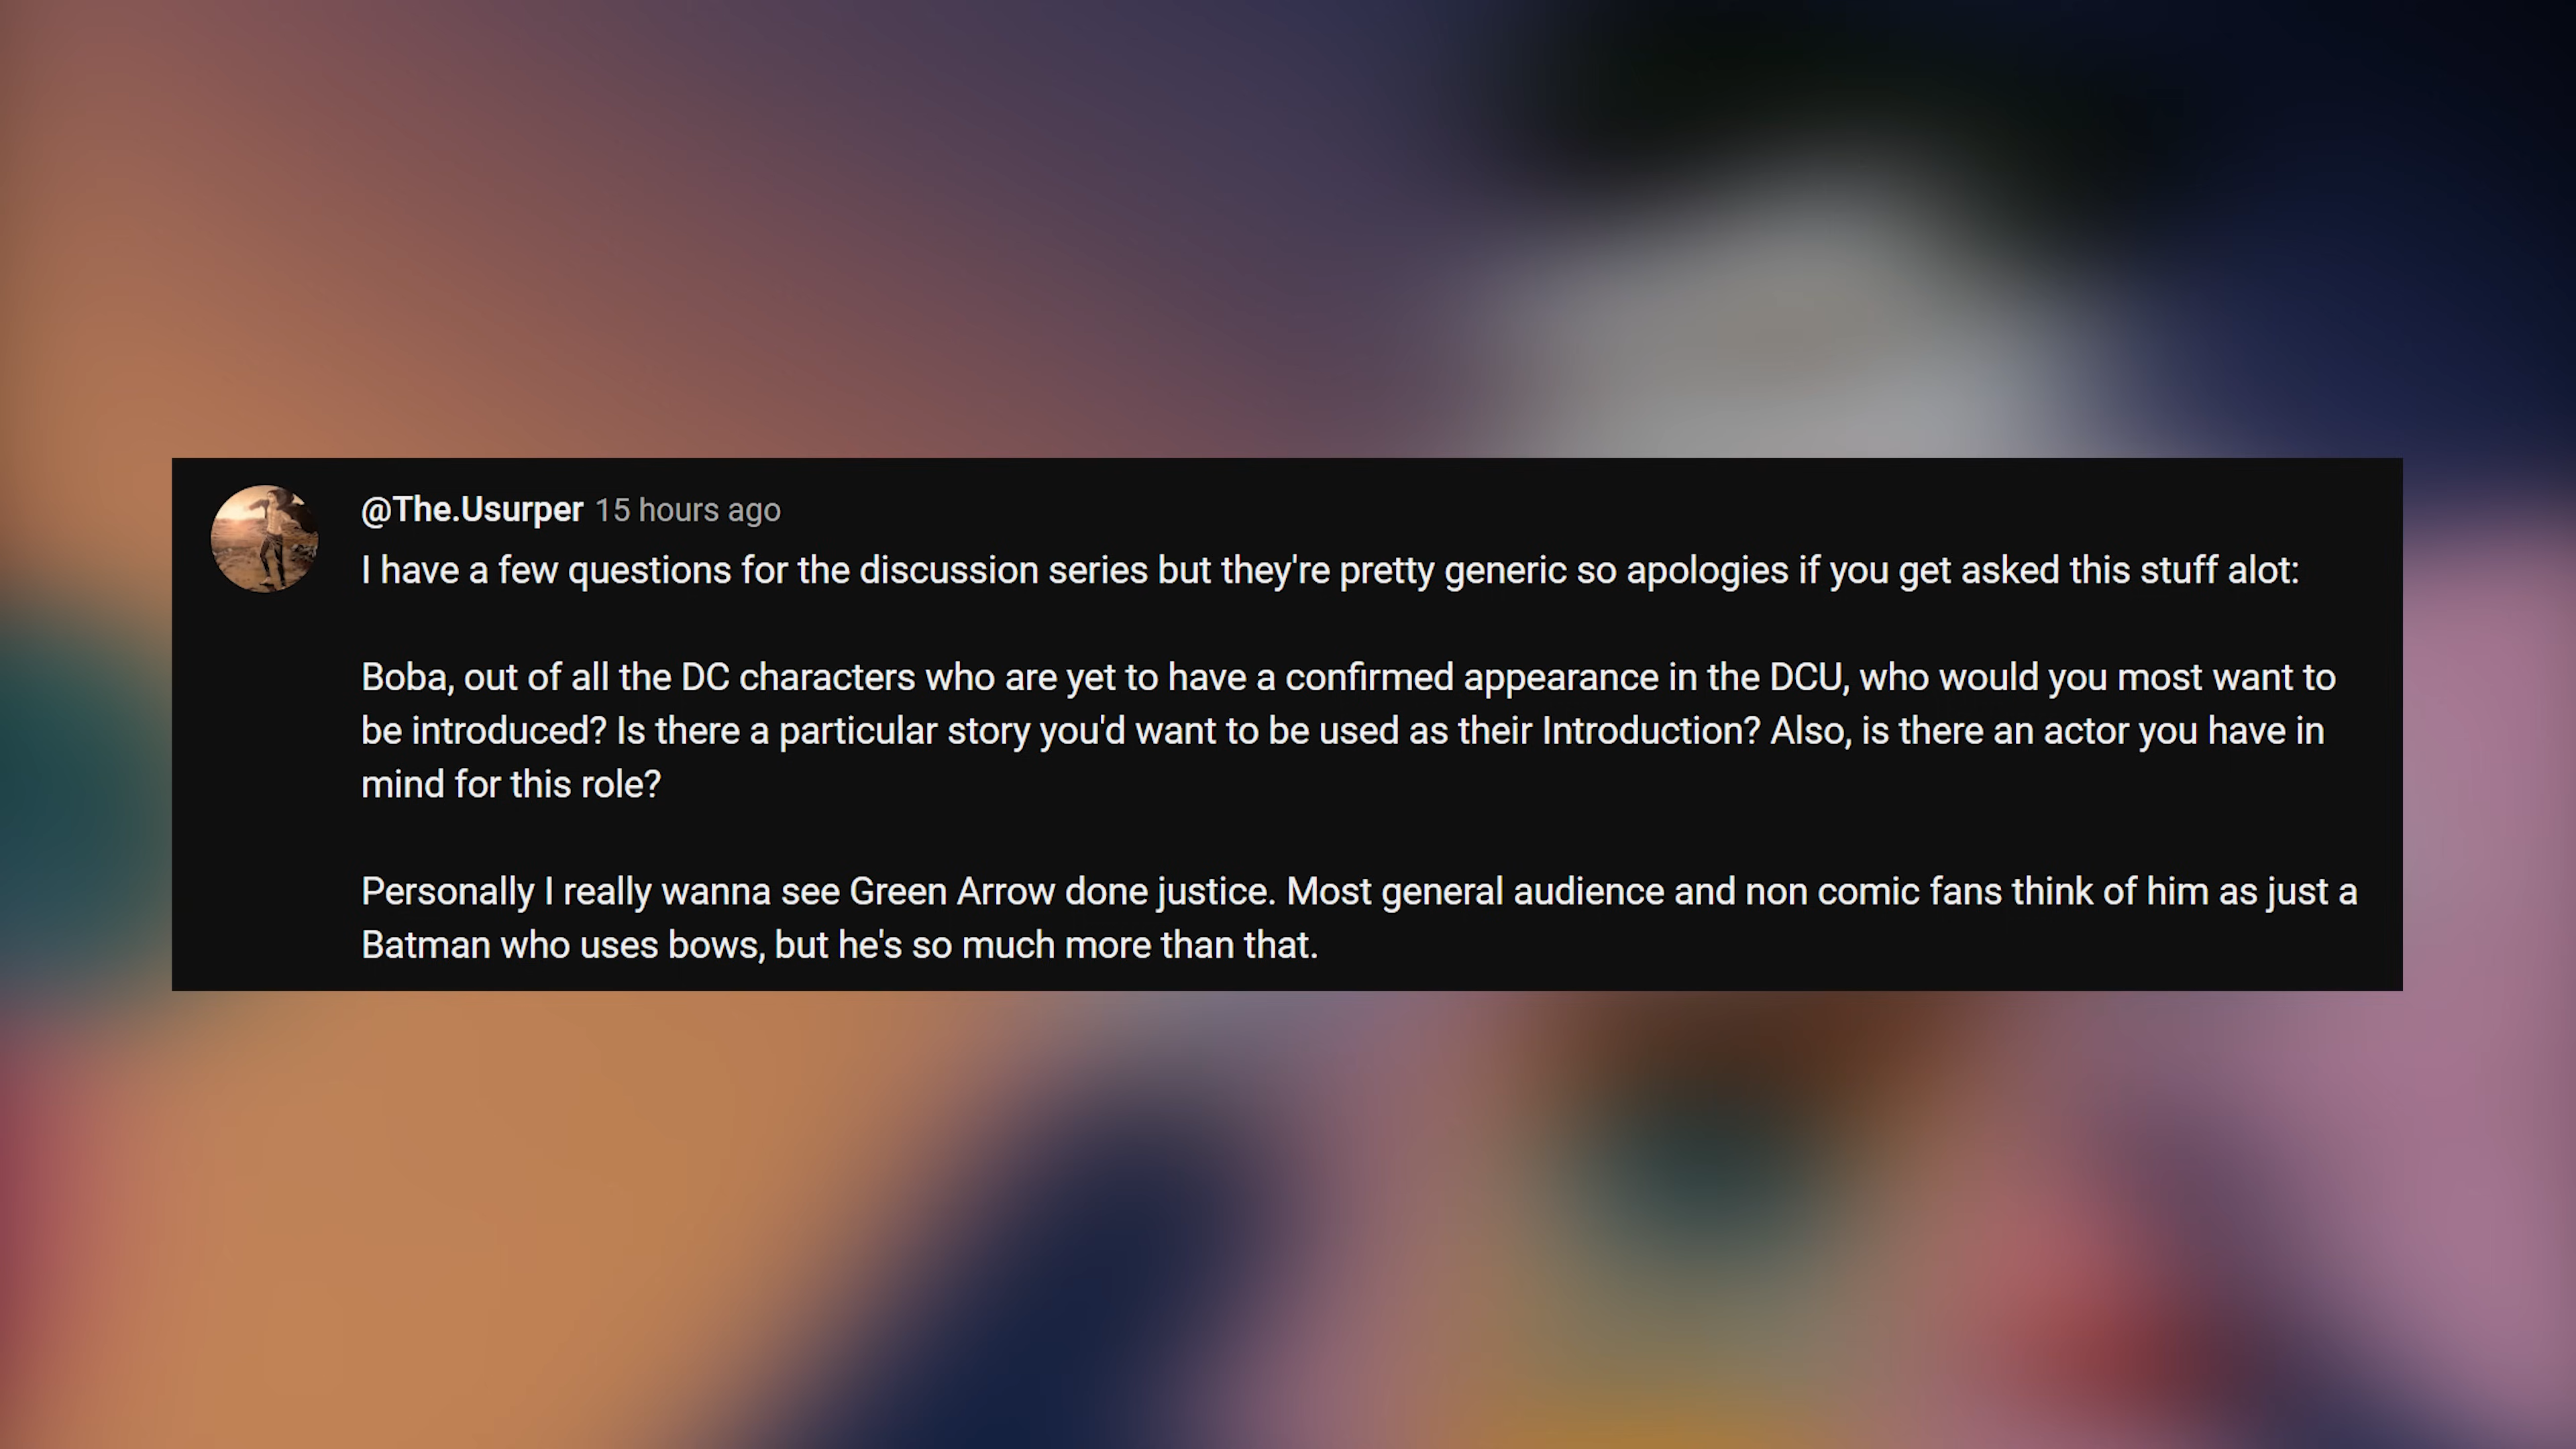 @The.Usurper 15 hours ago
I have a few questions for the discussion series but they're pretty generic so apologies if you get asked this stuff alot:
Boba, out of all the DC characters who are yet to have a confirmed appearance in the DCU, who would you most want to
be introduced? Is there a particular story you'd want to be used as their Introduction? Also, is there an actor you have in
mind for this role?
Personally I really wanna see Green Arrow done justice. Most general audience and non comic fans think of him as just a
Batman who uses bows, but he's so much more than that.